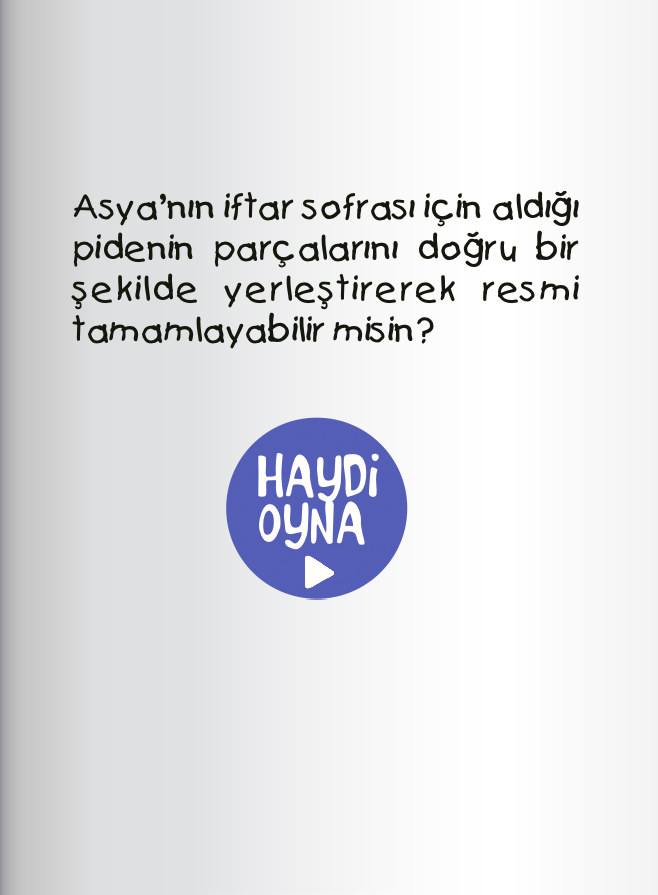 Asya'nın iftar sofrası için aldığı
pidenin parçalarını doğru bir
şekilde yerleştirerek resmi
tamamlayabilir misin?
HAYDİ
OYNA